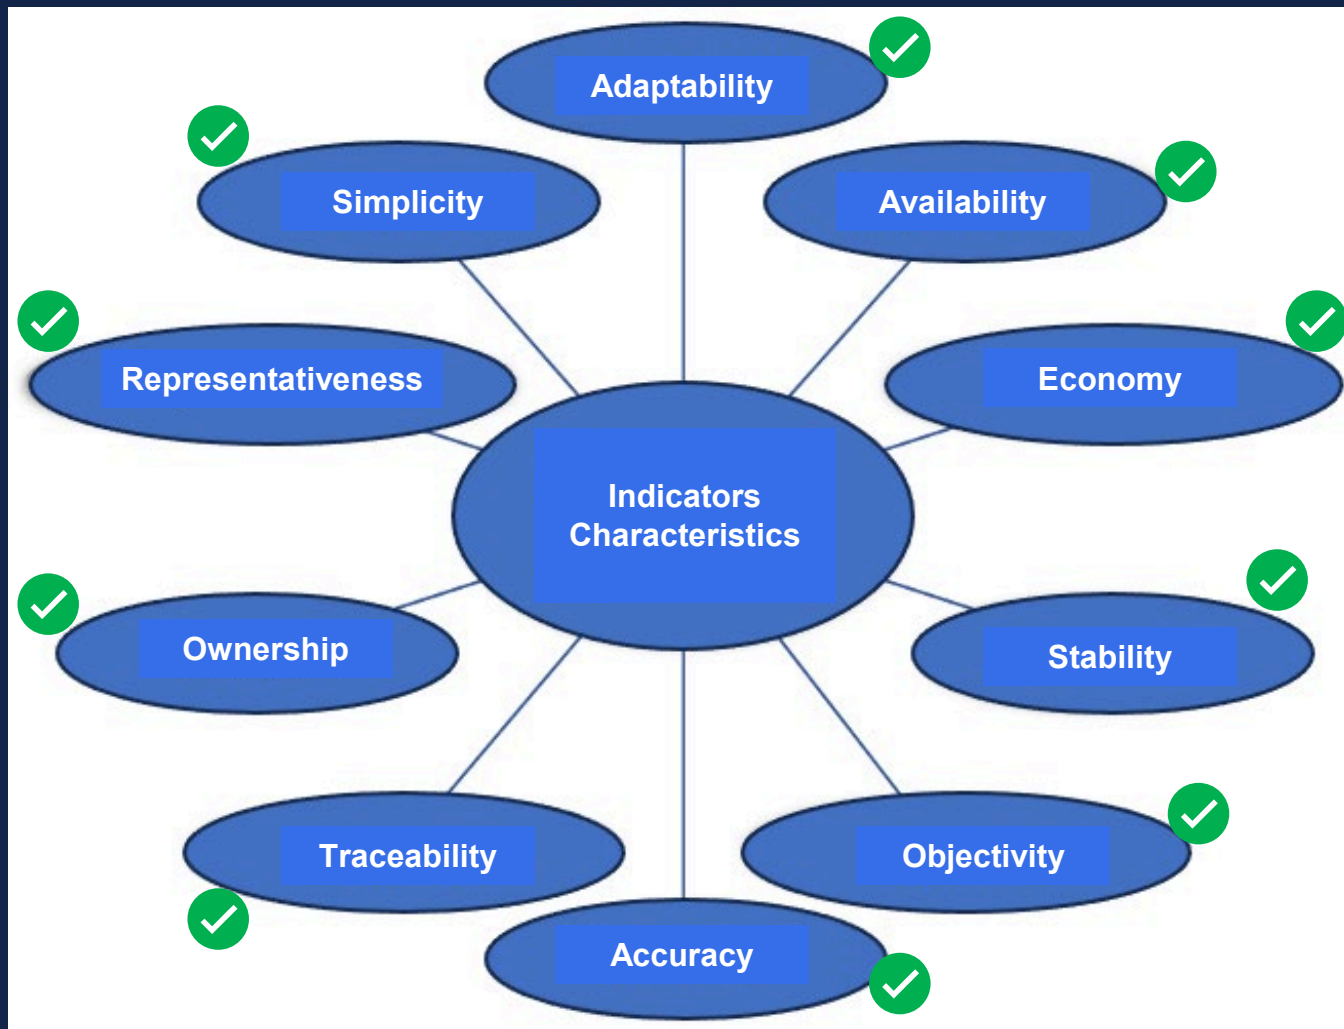 Adaptability
Simplicity
Availability
Representativeness
Economy
Indicators
Characteristics
Ownership
Stability
Traceability
Objectivity
Accuracy